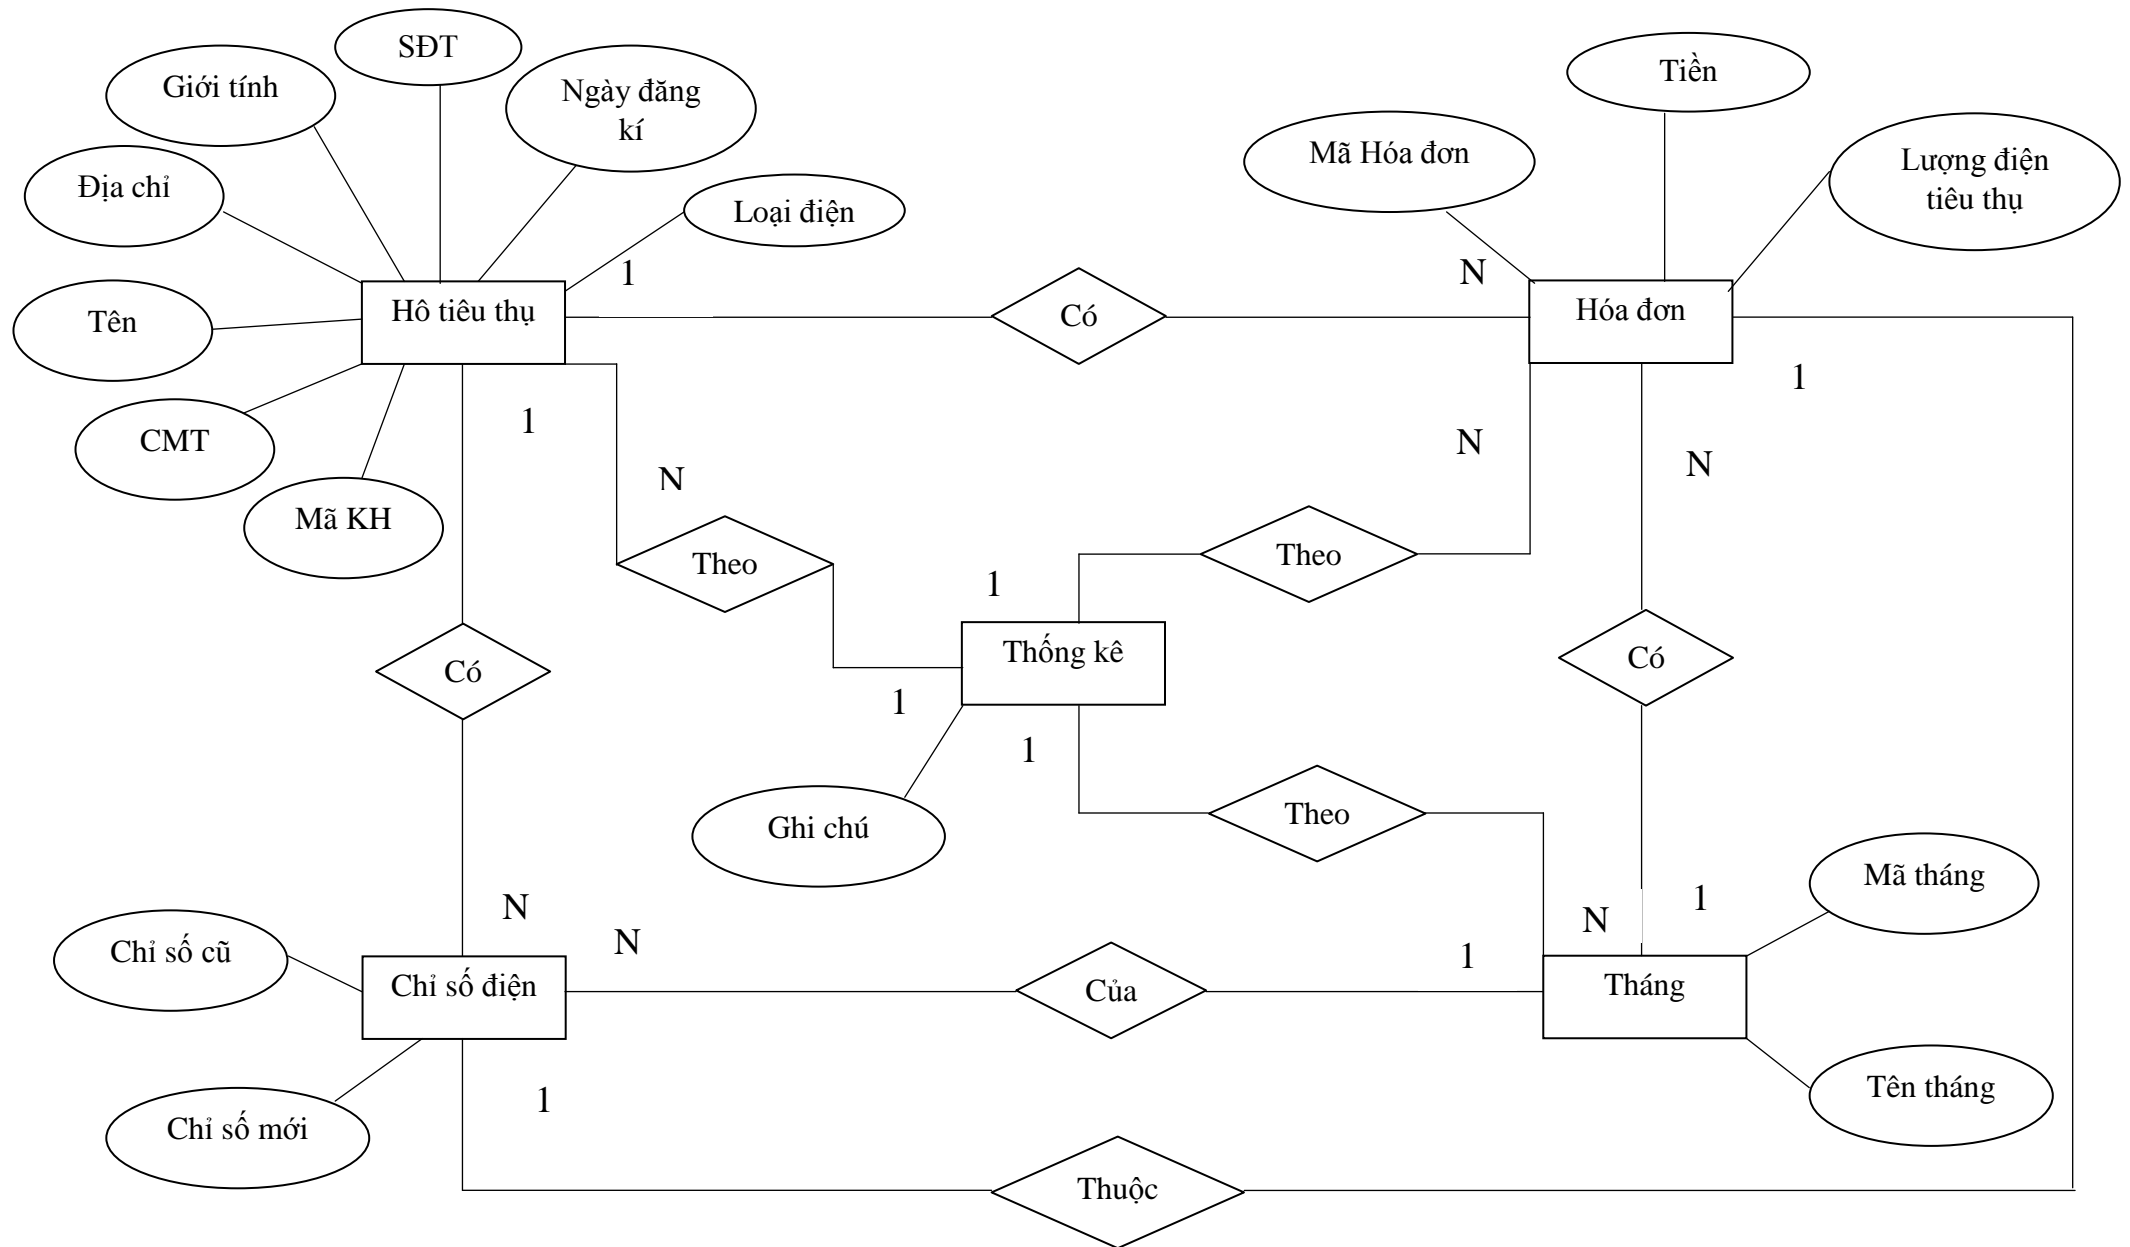 SĐT
Giới tính
Ngày đăng
kí
Tiền
Mã Hóa đơn
Lượng điện
tiêu thụ
Địa chỉ
Loại điện
1
N
Tên
Hô tiêu thụ
Có
Hóa đơn
1
1
N
N
N
CMT
Mã KH
Theo
Theo
1
Thống kê
Có
Có
1
1
Ghi chú
Theo
Mã tháng
N
N
1
N
1
Chỉ số cũ
Chỉ số điện
Của
Tháng
Tên tháng
1
Chỉ số mới
Thuộc